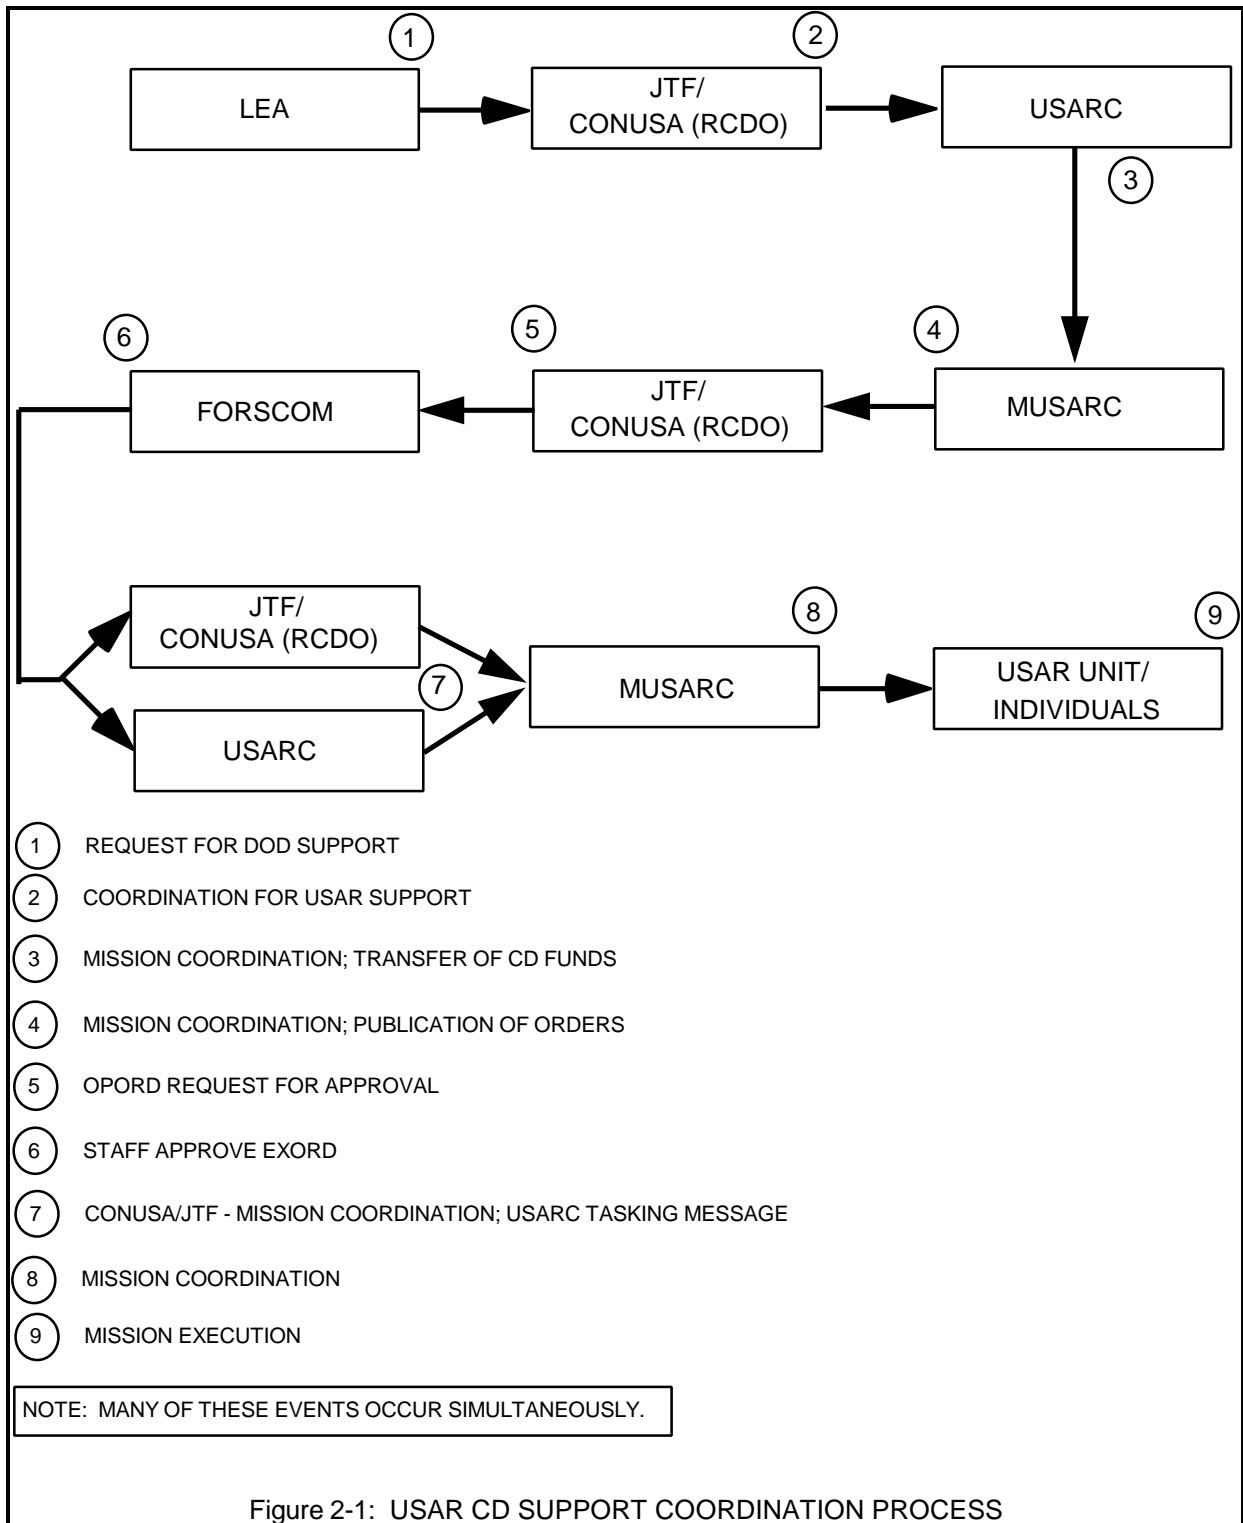 1
2
LEA
JTF/
CONUSA (RCDO)
USARC
3
6
5
4
FORSCOM
JTF/
CONUSA (RCDO)
MUSARC
JTF/
CONUSA (RCDO)
7
USARC
8
MUSARC
9
USAR UNIT/
INDIVIDUALS
1 REQUEST FOR DOD SUPPORT
2 COORDINATION FOR USAR SUPPORT
3 MISSION COORDINATION; TRANSFER OF CD FUNDS
4 MISSION COORDINATION; PUBLICATION OF ORDERS
5 OPORD REQUEST FOR APPROVAL
6 STAFF APPROVE EXORD
7 CONUSA/JTF - MISSION COORDINATION; USARC TASKING MESSAGE
8 MISSION COORDINATION
9 MISSION EXECUTION
NOTE: MANY OF THESE EVENTS OCCUR SIMULTANEOUSLY.
Figure 2-1: USAR CD SUPPORT COORDINATION PROCESS